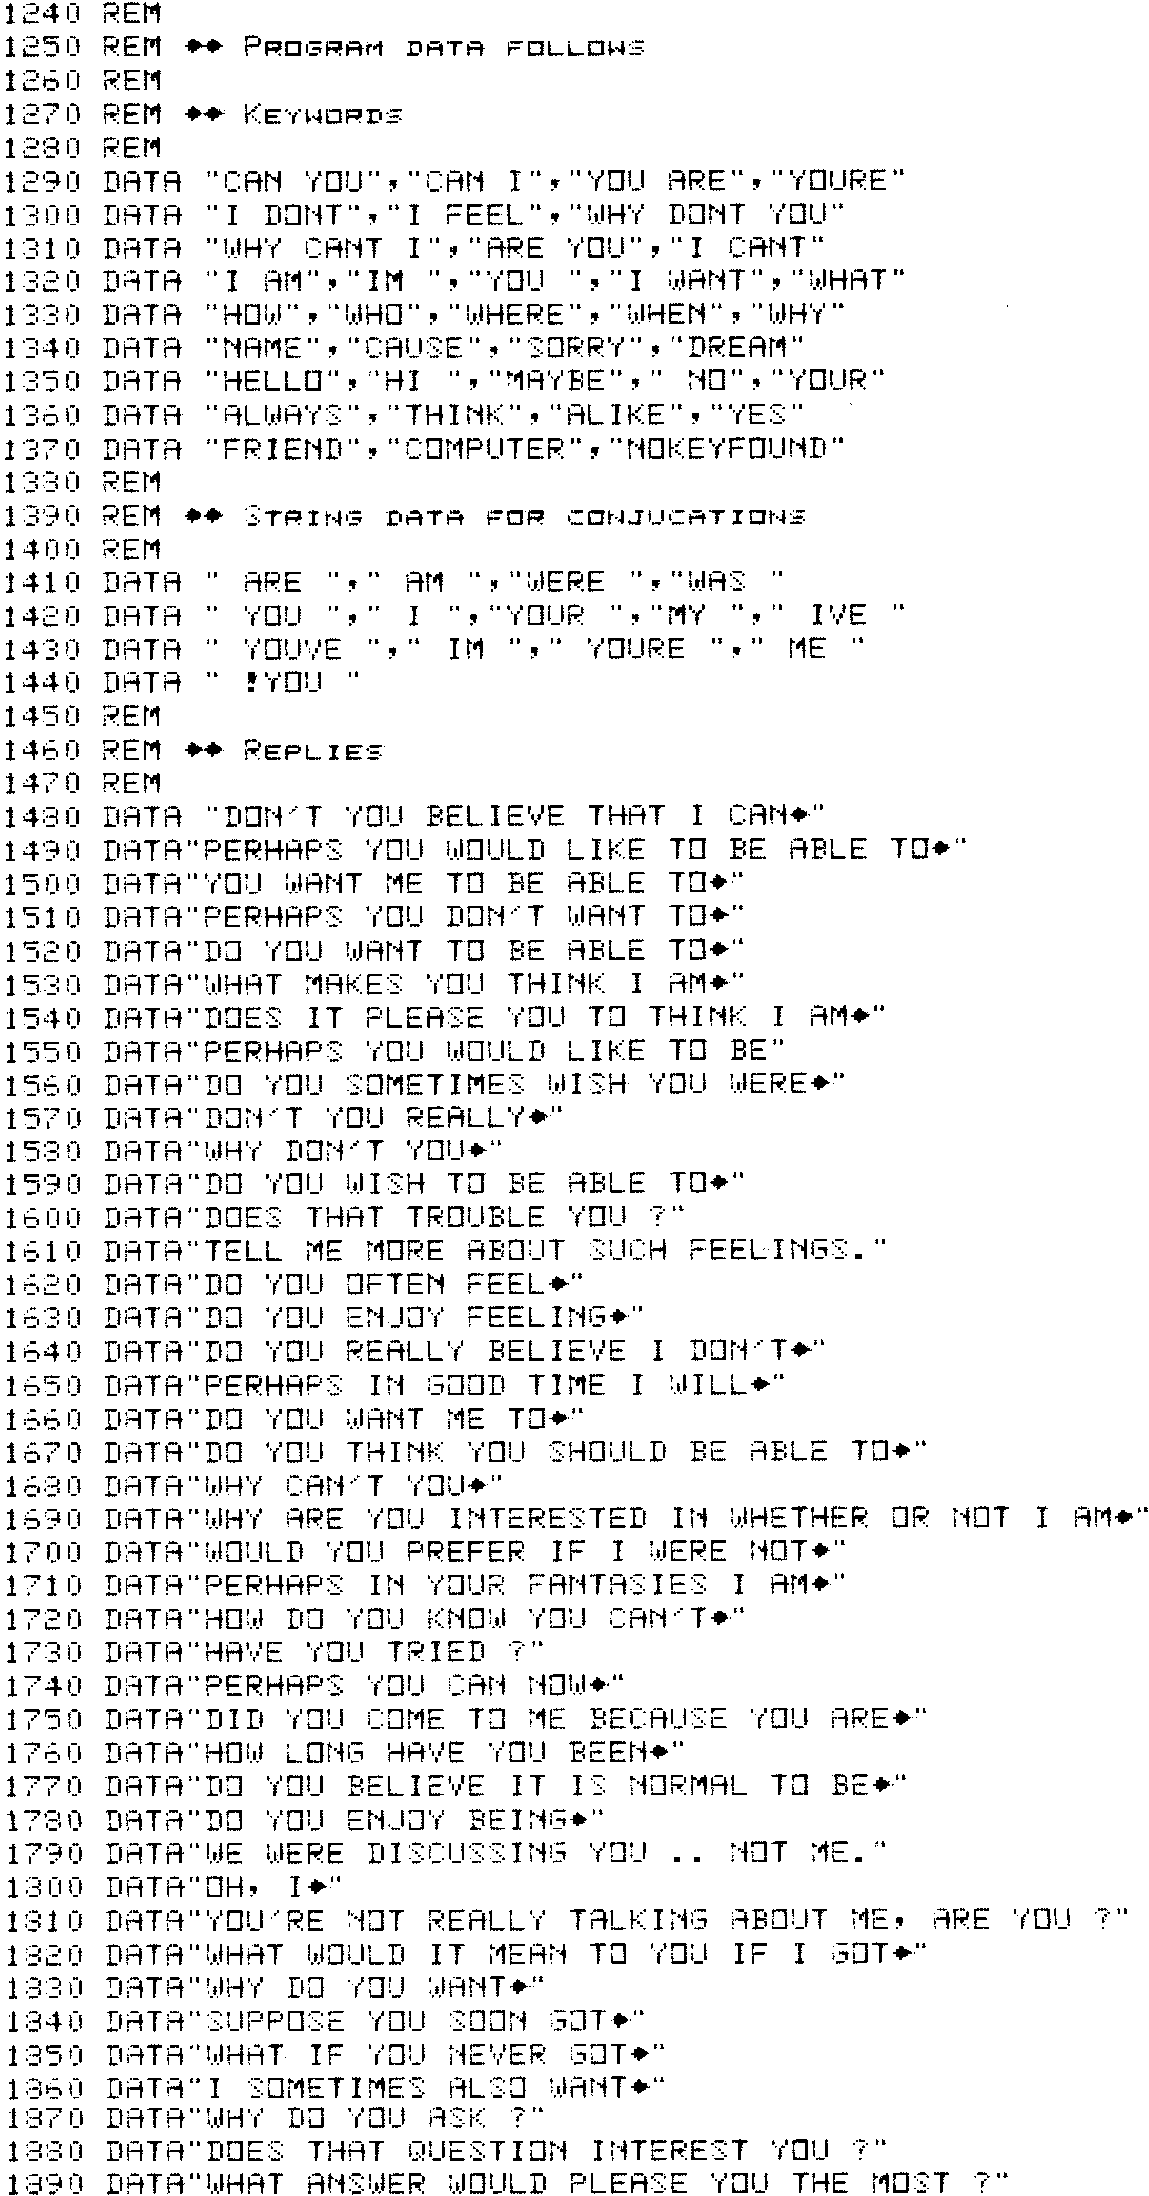 1240 REM
1250 REM ** PROGRAM DATA FOLLOWS
1260 REM
1270 REM ** KEYWORDS
1280 REM
1290 DATA "CAN YOU","CAN I","YOU ARE","YOURE"
1300 DATA "I DONT","I FEEL","WHY DONT YOU"
1310 DATA "WHY CANT I","ARE YOU","I CANT"
1320 DATA "I AM","IM ","YOU ","I WANT","WHAT"
1330 DATA "HOW","WHO","WHERE","WHEN","WHY"
1340 DATA "NAME","CAUSE","SORRY","DREAM"
1350 DATA "HELLO","HI ","MAYBE"," NO","YOUR"
1360 DATA "ALWAYS","THINK","ALIKE","YES"
1370 DATA "FRIEND","COMPUTER","NOKEYFOUND"
1380 REM
1390 REM ** STRING DATA FOR CONJUCATIONS
1400 REM
1410 DATA " ARE "," AM ","WERE ","WAS "
1420 DATA " YOU "," I ","YOUR ","MY "," IVE "
1430 DATA " YOUVE "," IM "," YOURE "," ME "
1440 DATA " !YOU "
1450 REM
1460 REM ** REPLIES
1470 REM
1480 DATA "DON'T YOU BELIEVE THAT I CAN*"
1490 DATA"PERHAPS YOU WOULD LIKE TO BE ABLE TO*"
1500 DATA"YOU WANT ME TO BE ABLE TO*"
1510 DATA"PERHAPS YOU DON'T WANT TO*"
1520 DATA"DO YOU WANT TO BE ABLE TO*"
1530 DATA"WHAT MAKES YOU THINK I AM*"
1540 DATA"DOES IT PLEASE YOU TO THINK I AM*"
1550 DATA"PERHAPS YOU WOULD LIKE TO BE"
1560 DATA"DO YOU SOMETIMES WISH YOU WERE*"
1570 DATA"DON'T YOU REALLY*"
1580 DATA"WHY DON'T YOU*"
1590 DATA"DO YOU WISH TO BE ABLE TO*"
1600 DATA"DOES THAT TROUBLE YOU ?"
1610 DATA"TELL ME MORE ABOUT SUCH FEELINGS."
1620 DATA"DO YOU OFTEN FEEL*"
1630 DATA"DO YOU ENJOY FEELING*"
1640 DATA"DO YOU REALLY BELIEVE I DON'T*"
1650 DATA"PERHAPS IN GOOD TIME I WILL*"
1660 DATA"DO YOU WANT ME TO*"
1670 DATA"DO YOU THINK YOU SHOULD BE ABLE TO*"
1680 DATA"WHY CAN'T YOU*"
1690 DATA"WHY ARE YOU INTERESTED IN WHETHER OR NOT I AM*"
1700 DATA"WOULD YOU PREFER IF I WERE NOT*"
1710 DATA"PERHAPS IN YOUR FANTASIES I AM*"
1720 DATA"HOW DO YOU KNOW YOU CAN'T*"
1730 DATA"HAVE YOU TRIED ?"
1740 DATA"PERHAPS YOU CAN NOW*"
1750 DATA"DID YOU COME TO ME BECAUSE YOU ARE*"
1760 DATA"HOW LONG HAVE YOU BEEN*"
1770 DATA"DO YOU BELIEVE IT IS NORMAL TO BE*"
1780 DATA"DO YOU ENJOY BEING*"
1790 DATA"WE WERE DISCUSSING YOU .. NOT ME."
1800 DATA"OH, I*"
1810 DATA"YOU'RE NOT REALLY TALKING ABOUT ME, ARE YOU ?"
1820 DATA"WHAT WOULD IT MEAN TO YOU IF I GOT*"
1830 DATA"WHY DO YOU WANT*"
1840 DATA"SUPPOSE YOU SOON GOT*"
1850 DATA"WHAT IF YOU NEVER GOT*"
1860 DATA"I SOMETIMES ALSO WANT*"
1870 DATA"WHY DO YOU ASK ?"
1880 DATA"DOES THAT QUESTION INTEREST YOU ?"
1890 DATA"WHAT ANSWER WOULD PLEASE YOU THE MOST ?"